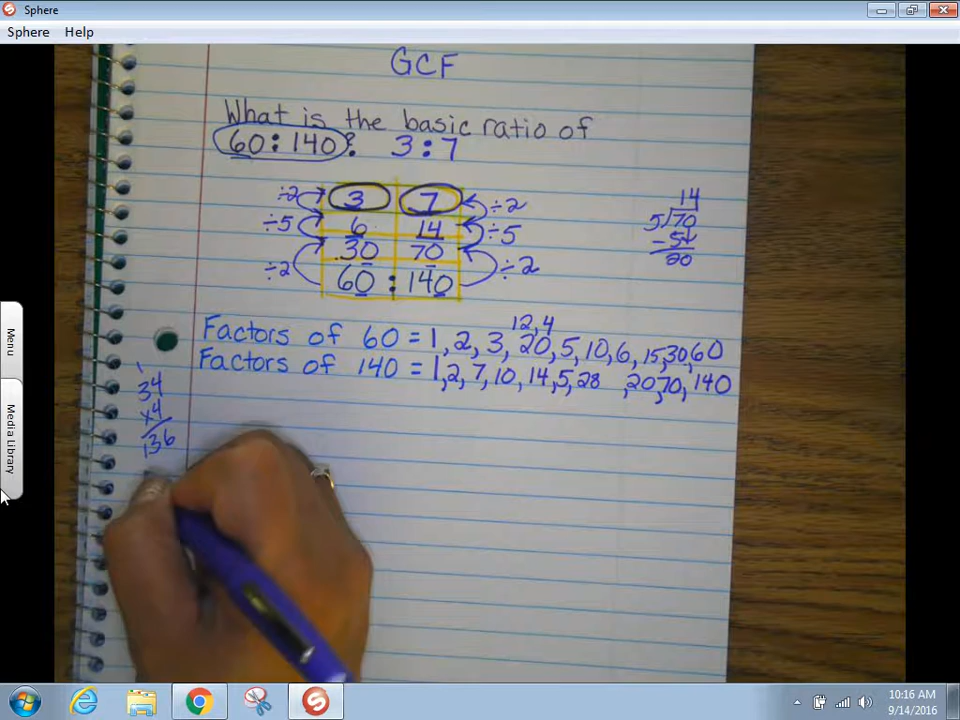 Sphere
Sphere Help
GCF
What is the basic ratio of
60:140? 3:7
÷2 3 7 ÷2
÷5 6 14 ÷5
30 70
÷2 60 : 140 ÷2
14
5)70
-5↓
20
12,4
Factors of 60 = 1, 2, 3, 20, 5, 10, 6, 15, 30, 60
Factors of 140 = 1, 2, 7, 10, 14, 5, 28 , 20, 70, 140
1
34
x4
136
Menu
Media Library
10:16 AM
9/14/2016